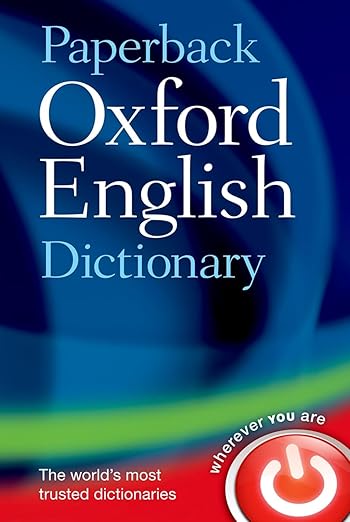 Paperback
Oxford
English
Dictionary
wherever YOU are
The world's most
trusted dictionaries